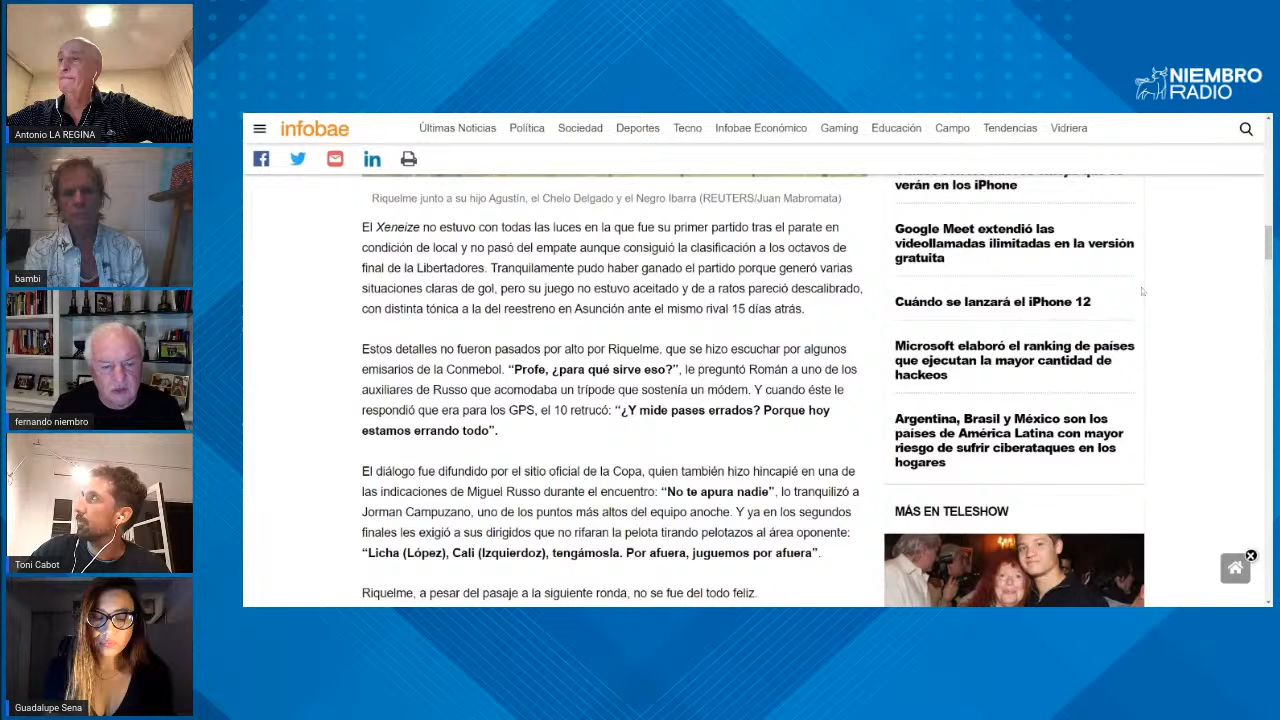 Antonio LA REGINA
bambi
fernando niembro
Toni Cabot
Guadalupe Sena
NIEMBRO
RADIO
infobae
Últimas Noticias Política Sociedad Deportes Tecno Infobae Económico Gaming Educación Campo Tendencias Vidriera
Riquelme junto a su hijo Agustín, el Chelo Delgado y el Negro Ibarra (REUTERS/Juan Mabromata)
El Xeneize no estuvo con todas las luces en la que fue su primer partido tras el parate en
condición de local y no pasó del empate aunque consiguió la clasificación a los octavos de
final de la Libertadores. Tranquilamente pudo haber ganado el partido porque generó varias
situaciones claras de gol, pero su juego no estuvo aceitado y de a ratos pareció descalibrado,
con distinta tónica a la del reestreno en Asunción ante el mismo rival 15 días atrás.
Estos detalles no fueron pasados por alto por Riquelme, que se hizo escuchar por algunos
emisarios de la Conmebol. “Profe, ¿para qué sirve eso?”, le preguntó Román a uno de los
auxiliares de Russo que acomodaba un trípode que sostenía un módem. Y cuando éste le
respondió que era para los GPS, el 10 retrucó: “¿Y mide pases errados? Porque hoy
estamos errando todo”.
El diálogo fue difundido por el sitio oficial de la Copa, quien también hizo hincapié en una de
las indicaciones de Miguel Russo durante el encuentro: “No te apura nadie”, lo tranquilizó a
Jorman Campuzano, uno de los puntos más altos del equipo anoche. Y ya en los segundos
finales les exigió a sus dirigidos que no rifaran la pelota tirando pelotazos al área oponente:
“Licha (López), Cali (Izquierdoz), tengámosla. Por afuera, juguemos por afuera”.
Riquelme, a pesar del pasaje a la siguiente ronda, no se fue del todo feliz.
verán en los iPhone
Google Meet extendió las
videollamadas ilimitadas en la versión
gratuita
Cuándo se lanzará el iPhone 12
Microsoft elaboró el ranking de países
que ejecutan la mayor cantidad de
hackeos
Argentina, Brasil y México son los
países de América Latina con mayor
riesgo de sufrir ciberataques en los
hogares
MÁS EN TELESHOW